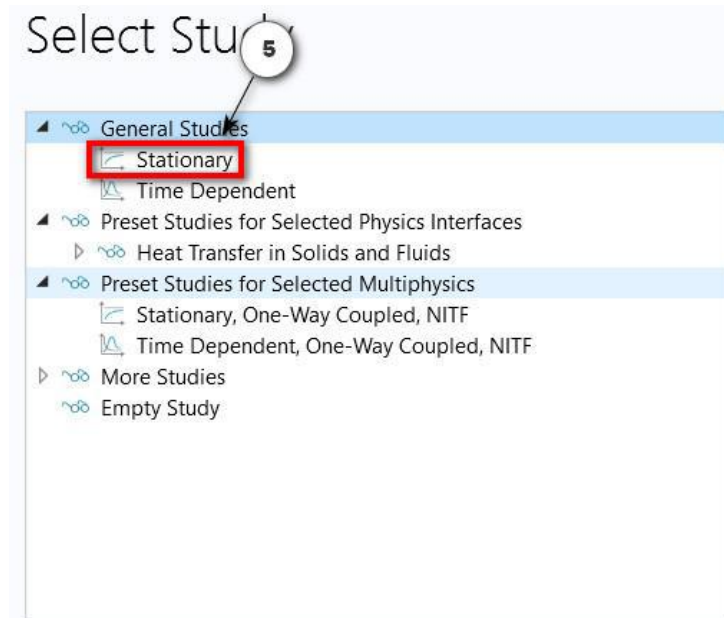 Select Study
5
General Studies
Stationary
Time Dependent
Preset Studies for Selected Physics Interfaces
Heat Transfer in Solids and Fluids
Preset Studies for Selected Multiphysics
Stationary, One-Way Coupled, NITF
Time Dependent, One-Way Coupled, NITF
More Studies
Empty Study